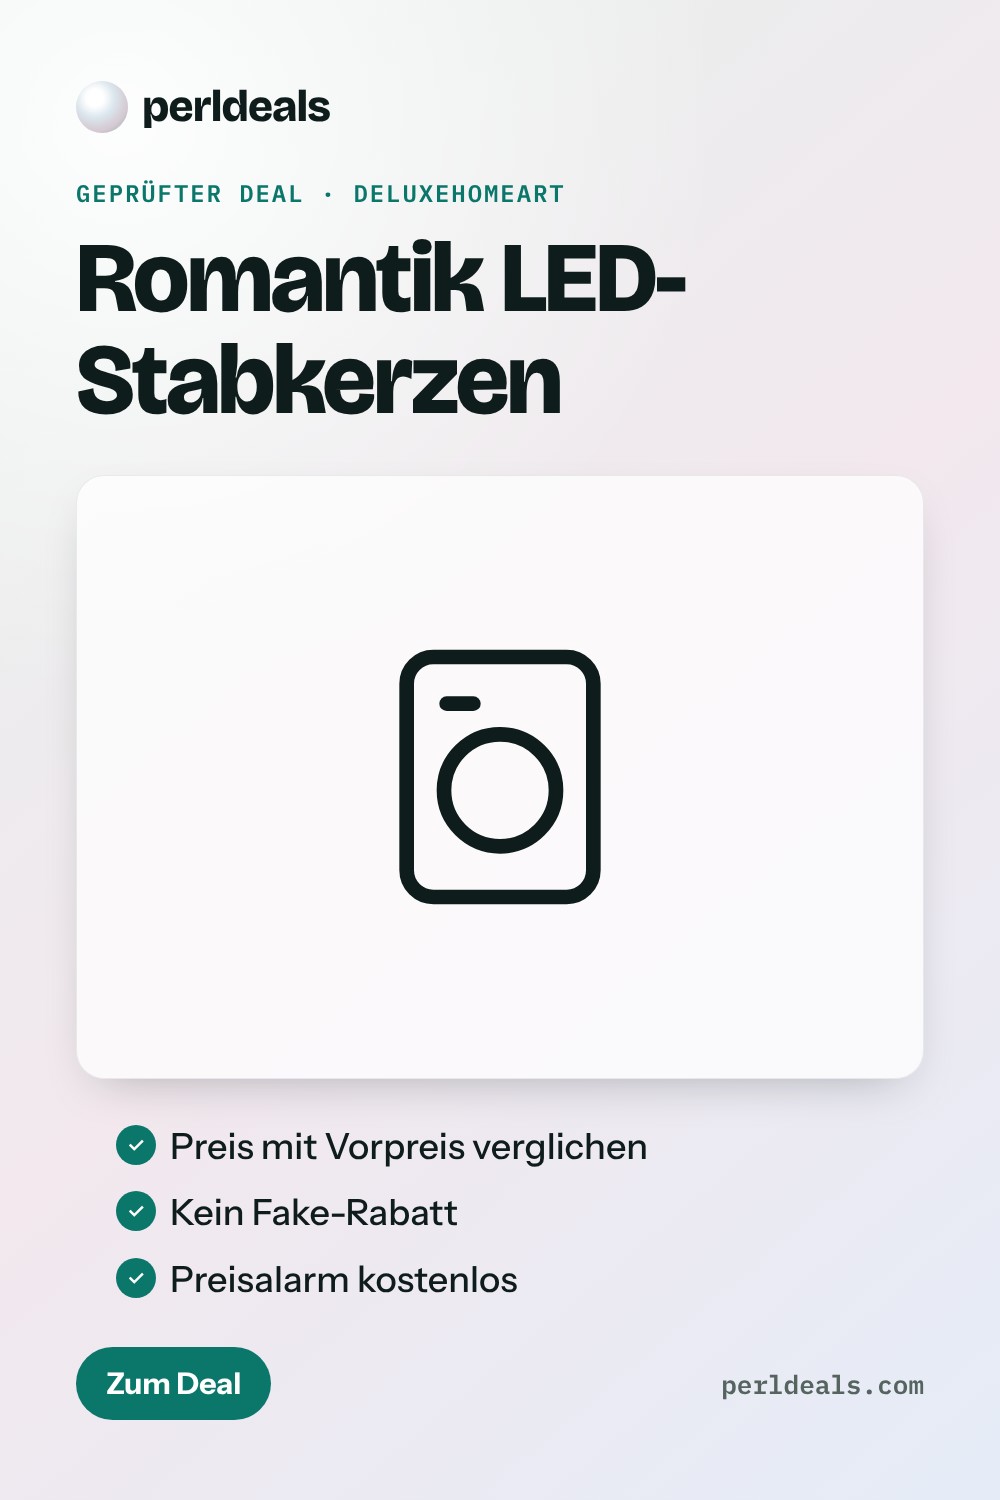 perldeals
GEPRÜFTER DEAL · DELUXEHOMEART
Romantik LED-
Stabkerzen
Preis mit Vorpreis verglichen
Kein Fake-Rabatt
Preisalarm kostenlos
Zum Deal
perldeals.com